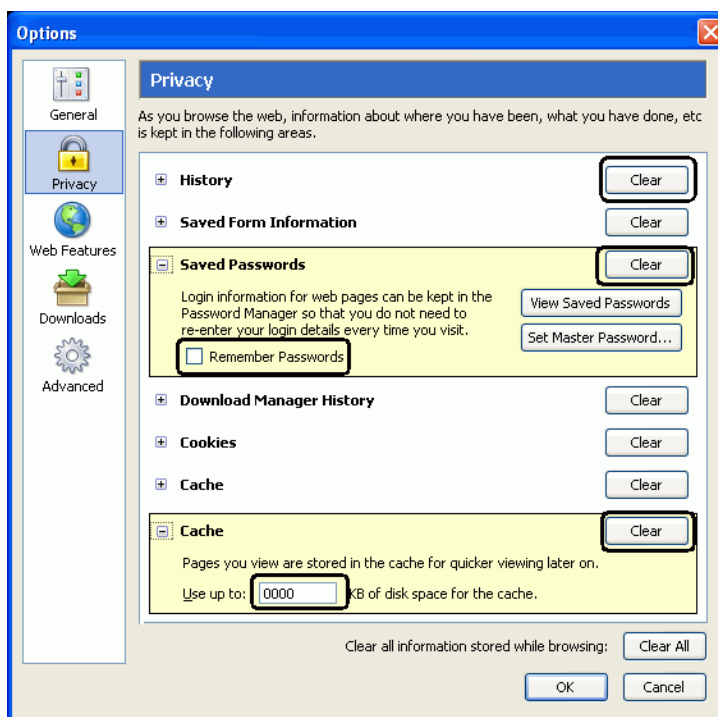 Options
General
Privacy
Web Features
Downloads
Advanced
Privacy
As you browse the web, information about where you have been, what you have done, etc
is kept in the following areas.
History Clear
Saved Form Information Clear
Saved Passwords Clear
Login information for web pages can be kept in the
Password Manager so that you do not need to
re-enter your login details every time you visit.
View Saved Passwords
Set Master Password...
Remember Passwords
Download Manager History Clear
Cookies Clear
Cache Clear
Cache Clear
Pages you view are stored in the cache for quicker viewing later on.
Use up to: 0000 KB of disk space for the cache.
Clear all information stored while browsing: Clear All
OK Cancel